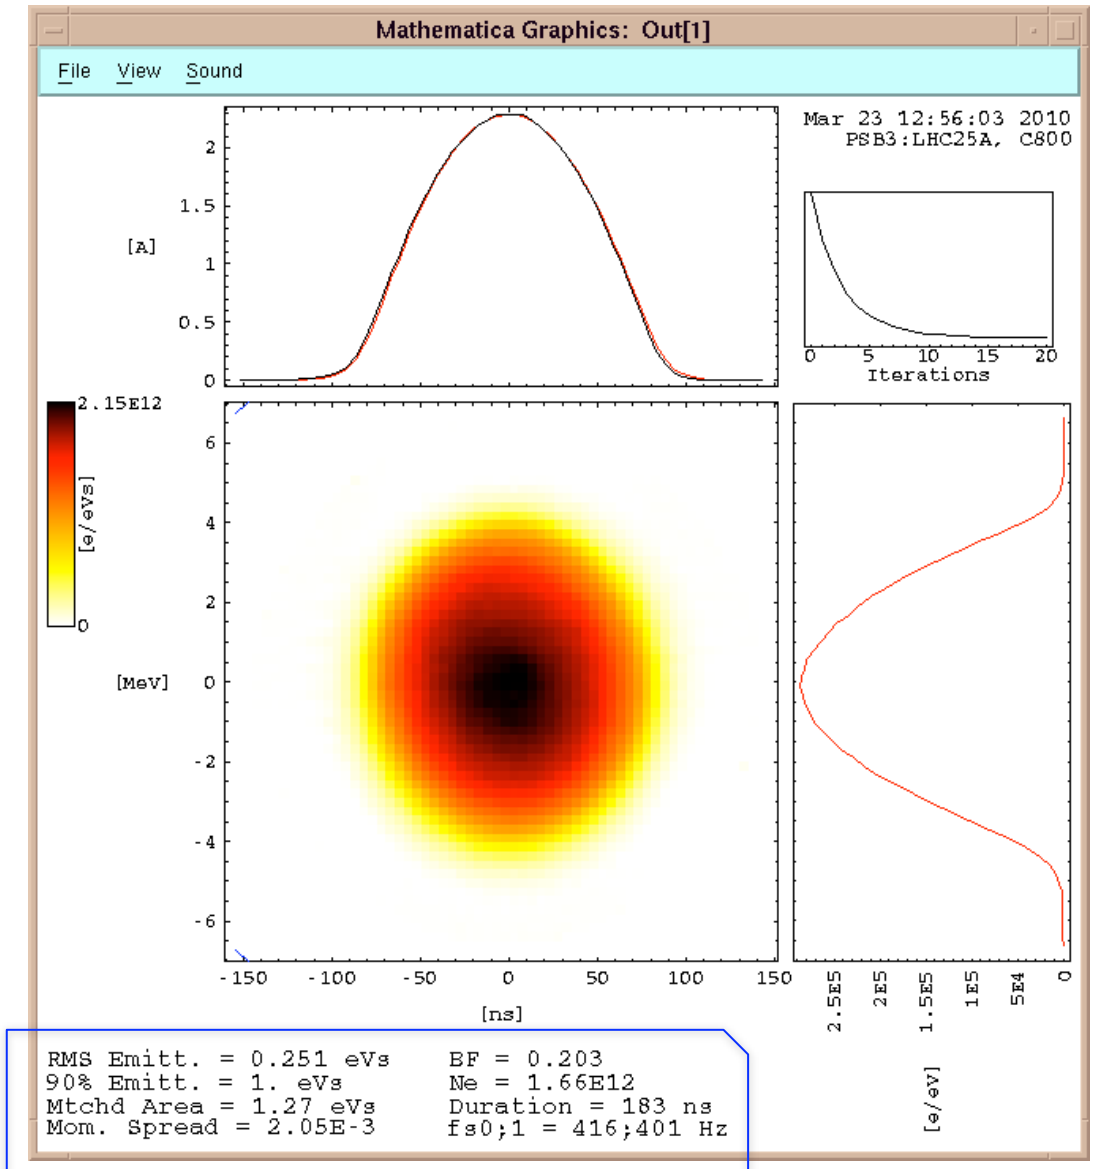 Mathematica Graphics: Out[1]
File View Sound
Mar 23 12:56:03 2010
PSB3:LHC25A, C800
2
1.5
[A]
1
0.5
0
0 5 10 15 20
Iterations
2.15E12
[e/eVs]
0
6
4
2
[MeV]
0
-2
-4
-6
-150 -100 -50 0 50 100 150
[ns]
2.5E5 2E5 1.5E5 1E5 5E4 0
[e/eV]
RMS Emitt. = 0.251 eVs BF = 0.203
90% Emitt. = 1. eVs Ne = 1.66E12
Mtchd Area = 1.27 eVs Duration = 183 ns
Mom. Spread = 2.05E-3 fs0;1 = 416;401 Hz